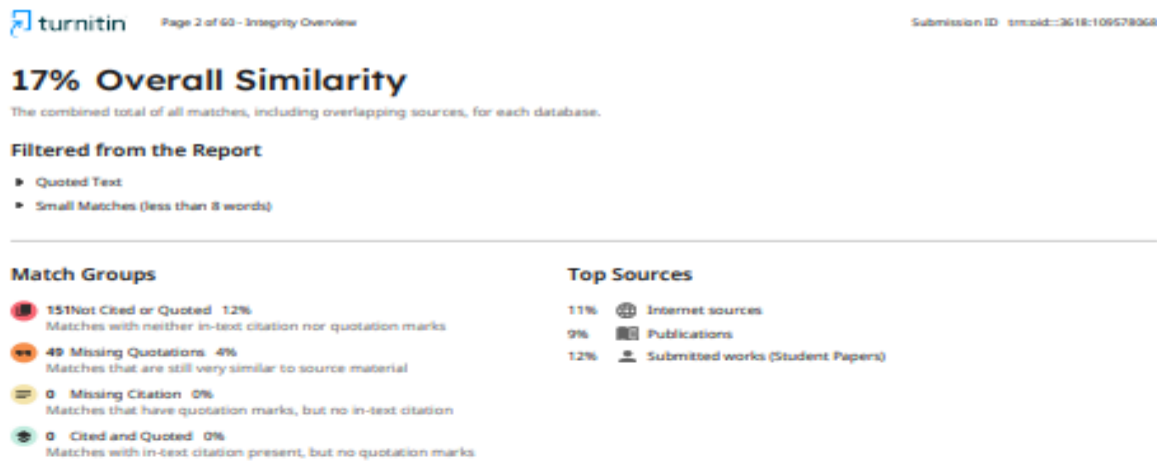 turnitin
Page 2 of 60 - Integrity Overview
Submission ID trn:oid:::3618:109578068
17% Overall Similarity
The combined total of all matches, including overlapping sources, for each database.
Filtered from the Report
Quoted Text
Small Matches (less than 8 words)
Match Groups
151Not Cited or Quoted 12%
Matches with neither in-text citation nor quotation marks
49 Missing Quotations 4%
Matches that are still very similar to source material
0 Missing Citation 0%
Matches that have quotation marks, but no in-text citation
0 Cited and Quoted 0%
Matches with in-text citation present, but no quotation marks
Top Sources
11% Internet sources
9% Publications
12% Submitted works (Student Papers)